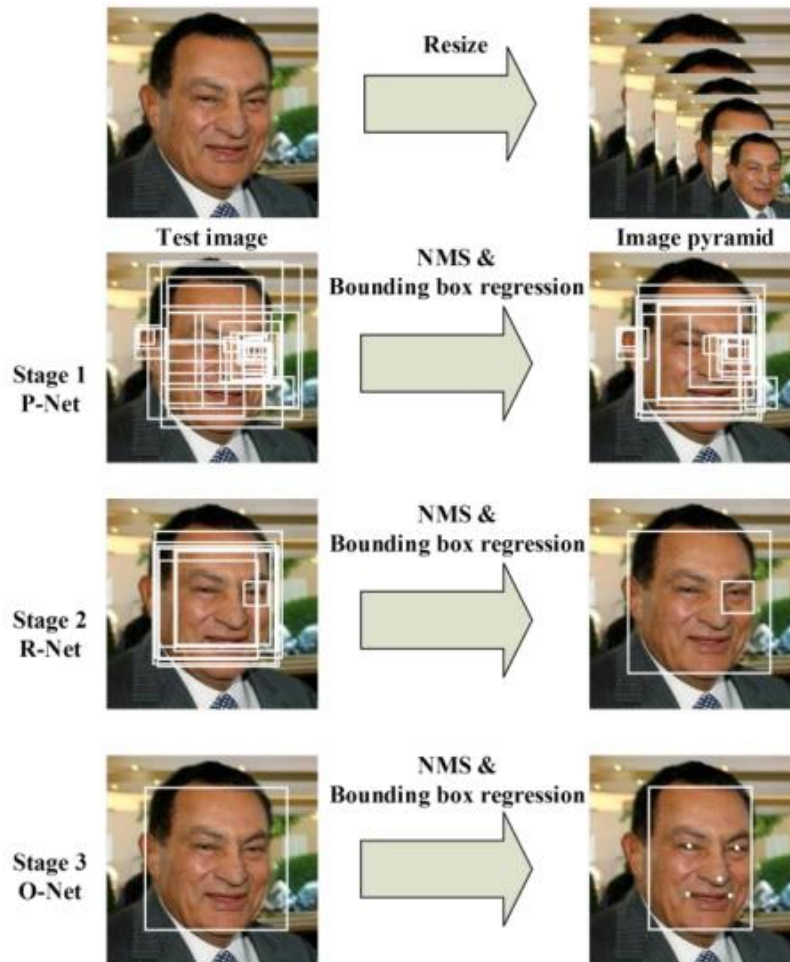 Resize
Test image
Image pyramid
NMS &
Bounding box regression
Stage 1
P-Net
NMS &
Bounding box regression
Stage 2
R-Net
NMS &
Bounding box regression
Stage 3
O-Net